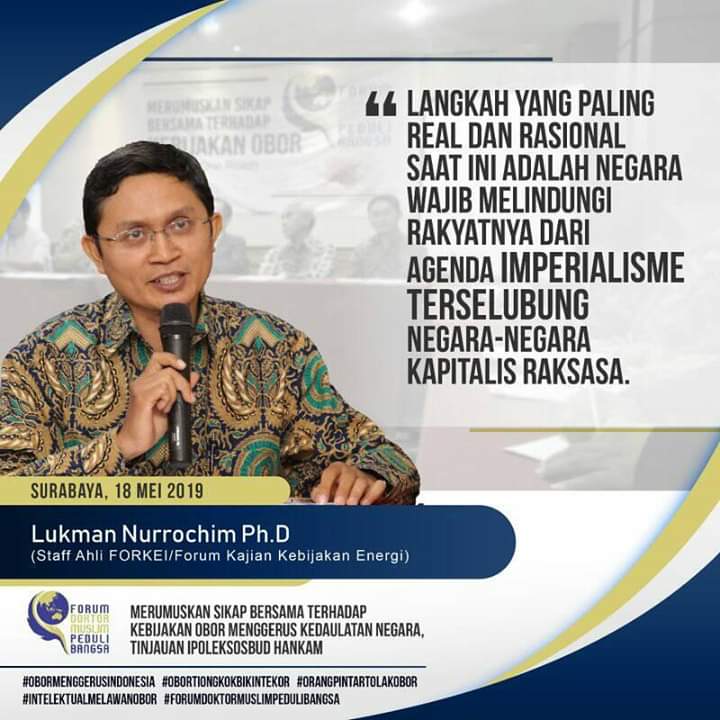 MERUMUSKAN SIKAP
BERSAMA TERHADAP
KEBIJAKAN OBOR
FORUM
PEDULI
BANGSA
“ LANGKAH YANG PALING
REAL DAN RASIONAL
SAAT INI ADALAH NEGARA
WAJIB MELINDUNGI
RAKYATNYA DARI
AGENDA IMPERIALISME
TERSELUBUNG
NEGARA-NEGARA
KAPITALIS RAKSASA.
SURABAYA, 18 MEI 2019
Lukman Nurrochim Ph.D
(Staff Ahli FORKEI/Forum Kajian Kebijakan Energi)
FORUM
DOKTOR
MUSLIM
PEDULI
BANGSA
MERUMUSKAN SIKAP BERSAMA TERHADAP
KEBIJAKAN OBOR MENGGERUS KEDAULATAN NEGARA,
TINJAUAN IPOLEKSOSBUD HANKAM
#OBORMENGGERUSINDONESIA #OBORTIONGKOKBIKINTEKOR #ORANGPINTARTOLAKOBOR
#INTELEKTUALMELAWANOBOR #FORUMDOKTORMUSLIMPEDULIBANGSA